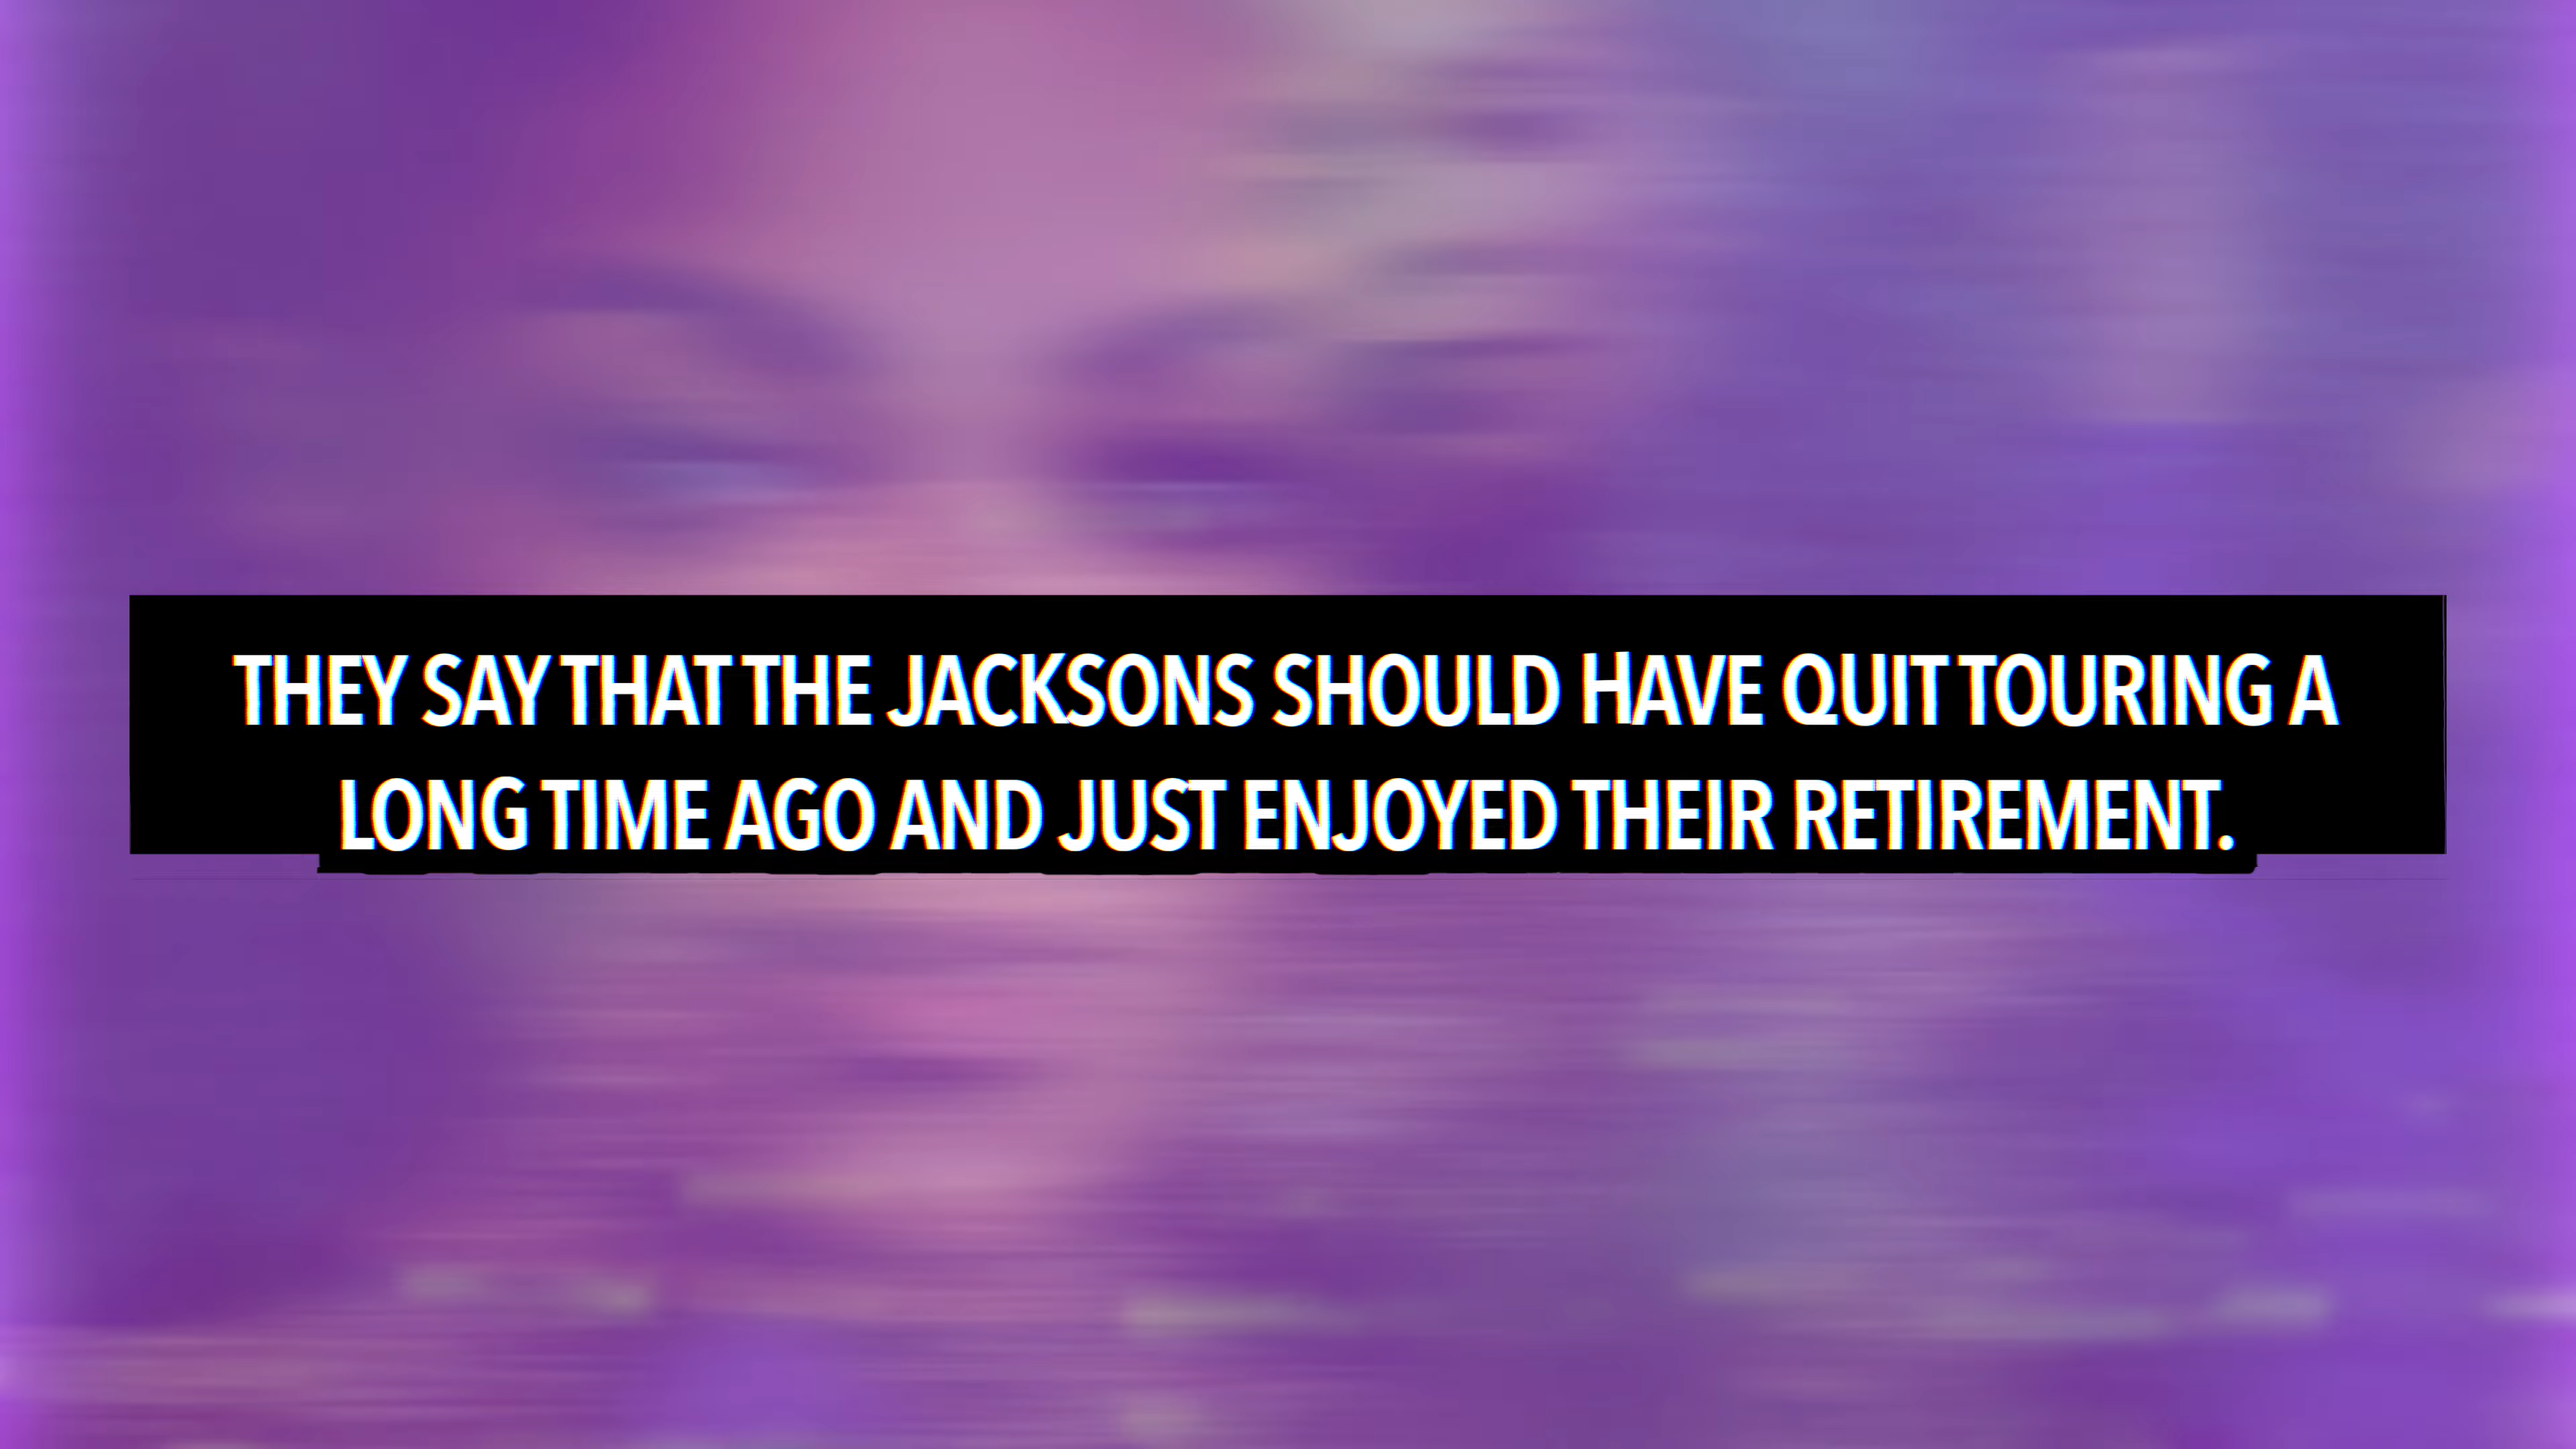 THEY SAY THAT THE JACKSONS SHOULD HAVE QUIT TOURING A
LONG TIME AGO AND JUST ENJOYED THEIR RETIREMENT.